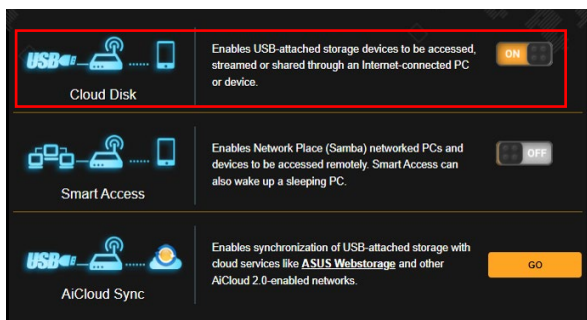 Enables USB-attached storage devices to be accessed,
streamed or shared through an Internet-connected PC
or device.
ON
USB
Cloud Disk
Enables Network Place (Samba) networked PCs and
devices to be accessed remotely. Smart Access can
also wake up a sleeping PC.
OFF
Smart Access
Enables synchronization of USB-attached storage with
cloud services like ASUS Webstorage and other
AiCloud 2.0-enabled networks.
GO
USB
AiCloud Sync